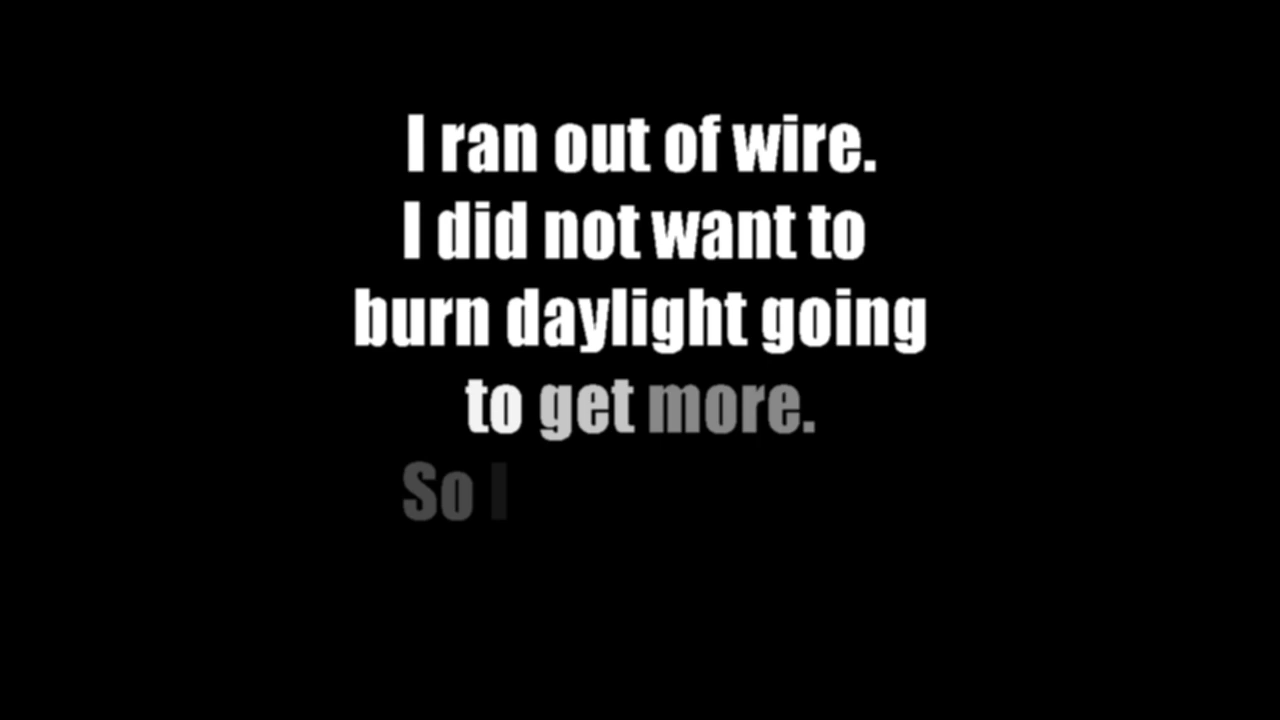 I ran out of wire.
I did not want to
burn daylight going
to get more.
So I